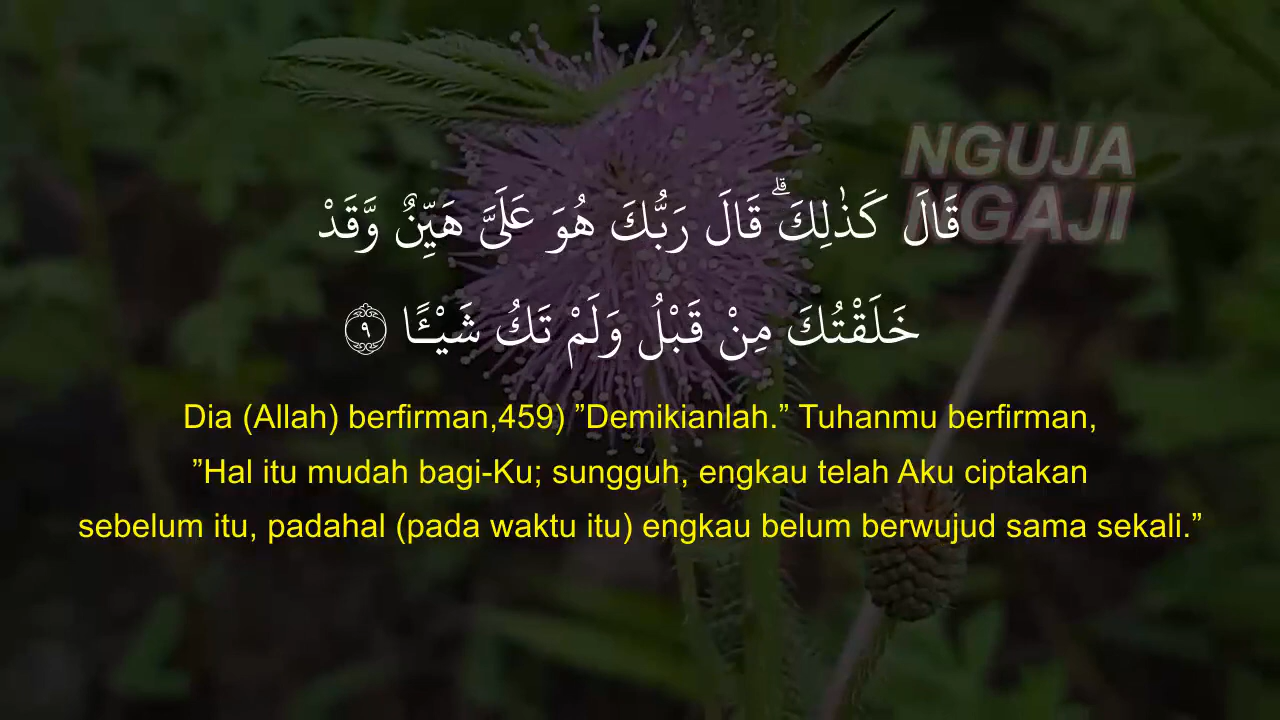 NGUJA
NGAJI
قَالَ كَذٰلِكَۗ قَالَ رَبُّكَ هُوَ عَلَيَّ هَيِّنٌ وَّقَدْ
خَلَقْتُكَ مِنْ قَبْلُ وَلَمْ تَكُ شَيْـًٔا ٩
Dia (Allah) berfirman,459) ”Demikianlah.” Tuhanmu berfirman,
”Hal itu mudah bagi-Ku; sungguh, engkau telah Aku ciptakan
sebelum itu, padahal (pada waktu itu) engkau belum berwujud sama sekali.”